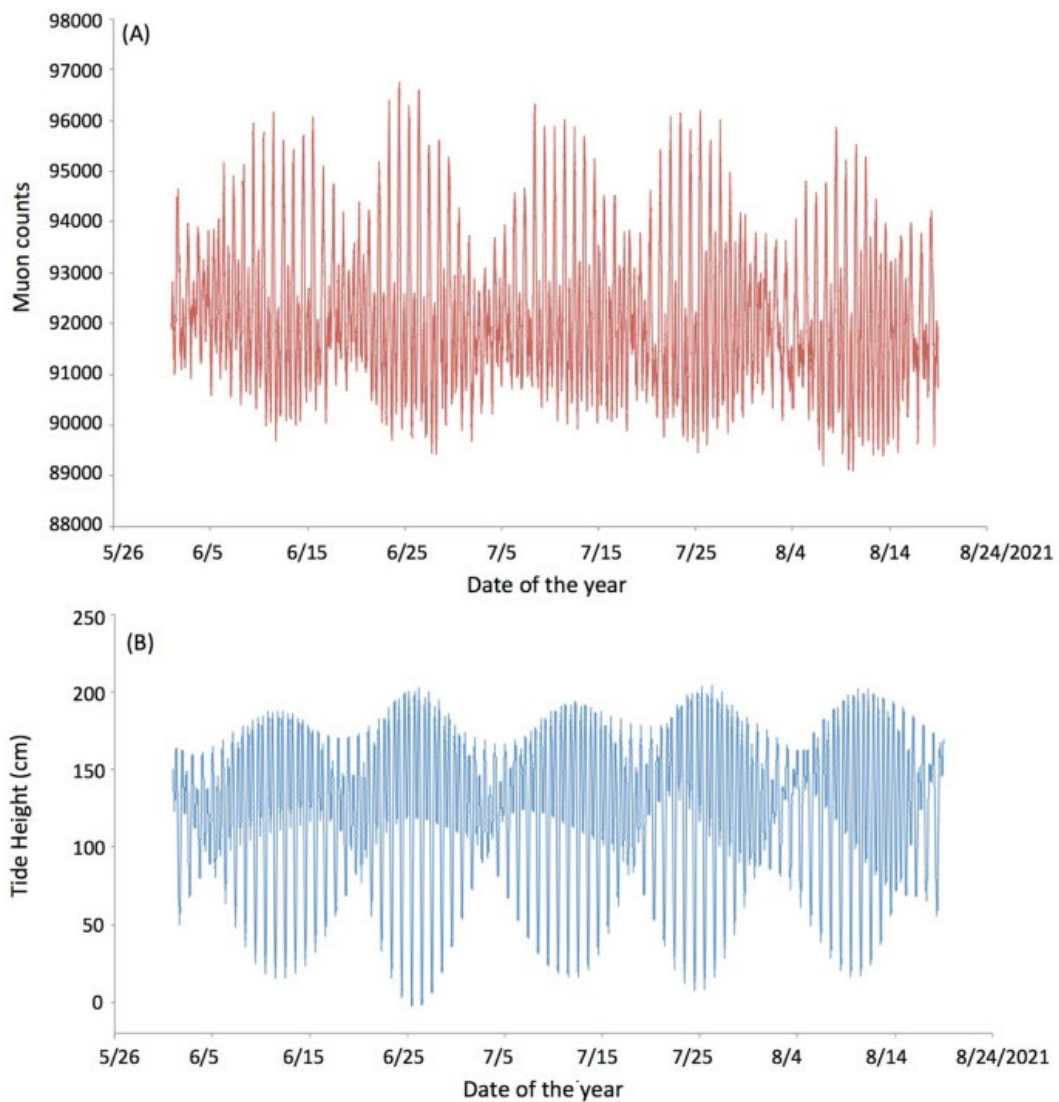 (A)
98000
97000
96000
95000
94000
93000
92000
91000
90000
89000
88000
Muon counts
5/26 6/5 6/15 6/25 7/5 7/15 7/25 8/4 8/14 8/24/2021
Date of the year
(B)
250
200
150
100
50
0
Tide Height (cm)
5/26 6/5 6/15 6/25 7/5 7/15 7/25 8/4 8/14 8/24/2021
Date of the year